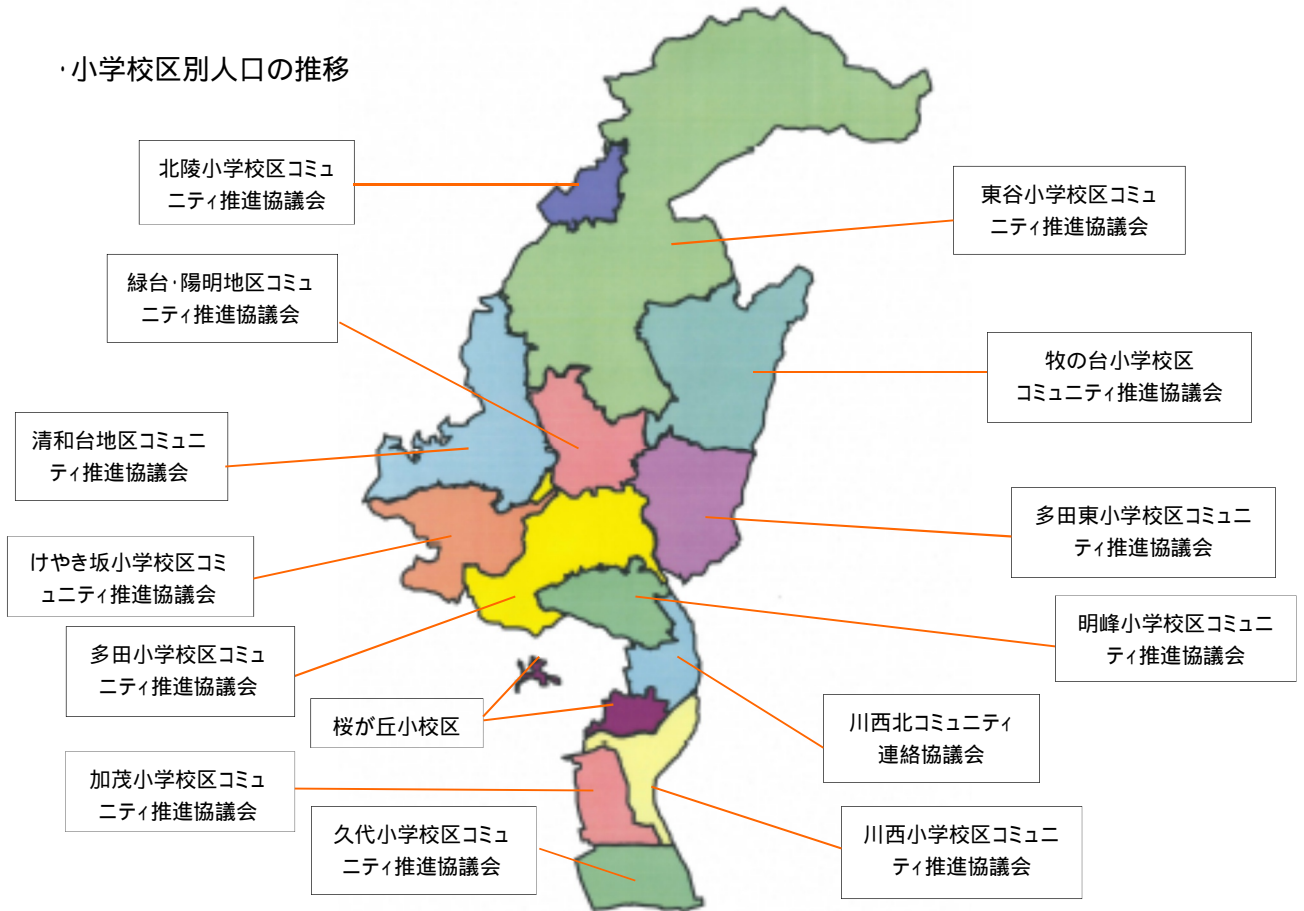 ・小学校区別人口の推移
北陵小学校区コミュ
ニティ推進協議会
東谷小学校区コミュ
ニティ推進協議会
緑台・陽明地区コミュ
ニティ推進協議会
牧の台小学校区
コミュニティ推進協議会
清和台地区コミュニ
ティ推進協議会
多田東小学校区コミュニ
ティ推進協議会
けやき坂小学校区コミ
ュニティ推進協議会
明峰小学校区コミュニ
ティ推進協議会
多田小学校区コミュ
ニティ推進協議会
桜が丘小校区
川西北コミュニティ
連絡協議会
加茂小学校区コミュ
ニティ推進協議会
久代小学校区コミュ
ニティ推進協議会
川西小学校区コミュニ
ティ推進協議会